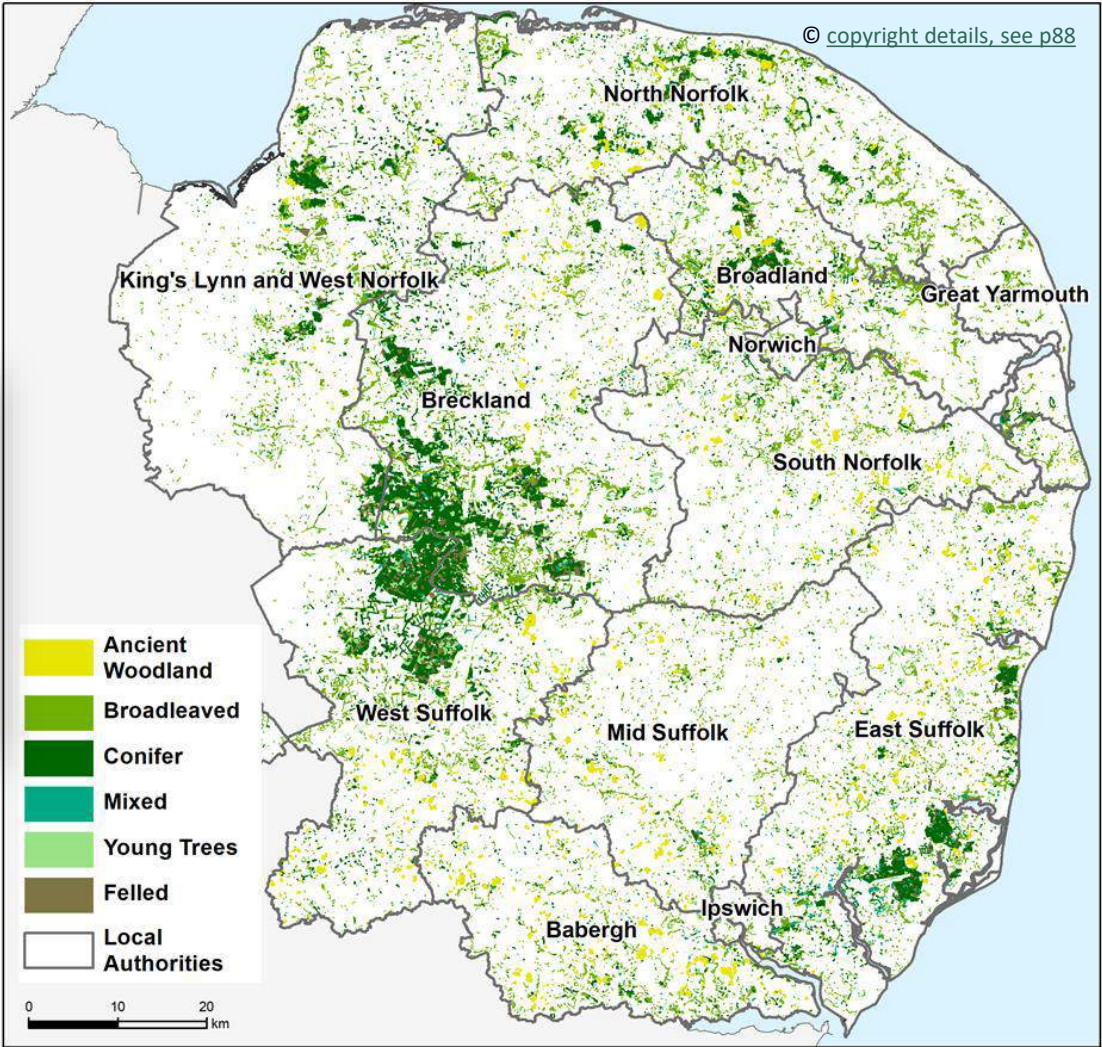 © copyright details, see p88
North Norfolk
King's Lynn and West Norfolk
Broadland
Great Yarmouth
Norwich
Breckland
South Norfolk
West Suffolk
Mid Suffolk
East Suffolk
Ipswich
Babergh
Ancient
Woodland
Broadleaved
Conifer
Mixed
Young Trees
Felled
Local
Authorities
0 10 20
km